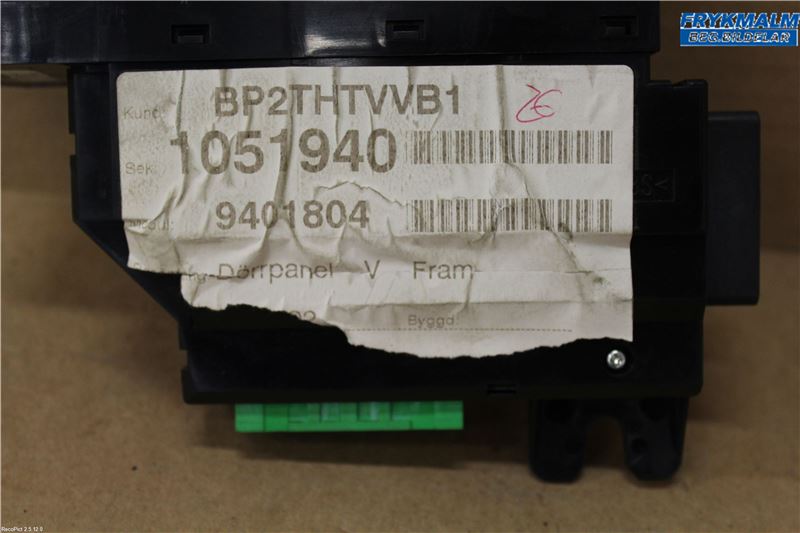 FRYKMALM
BEG.BILDELAR
Kund:
BP2THTVVB1
Sek:
1051940
9401804
Dörrpanel V Fram
Byggd:
RecoPict 2.5.12.0